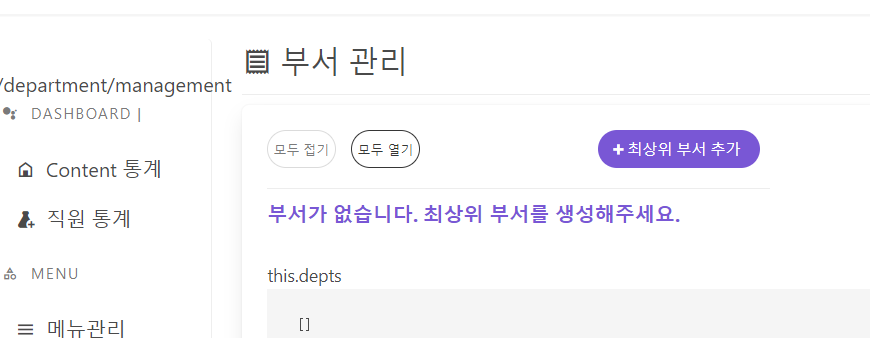 부서 관리
/department/management
DASHBOARD |
모두 접기
모두 열기
+ 최상위 부서 추가
Content 통계
직원 통계
부서가 없습니다. 최상위 부서를 생성해주세요.
MENU
this.depts
메뉴관리
[]